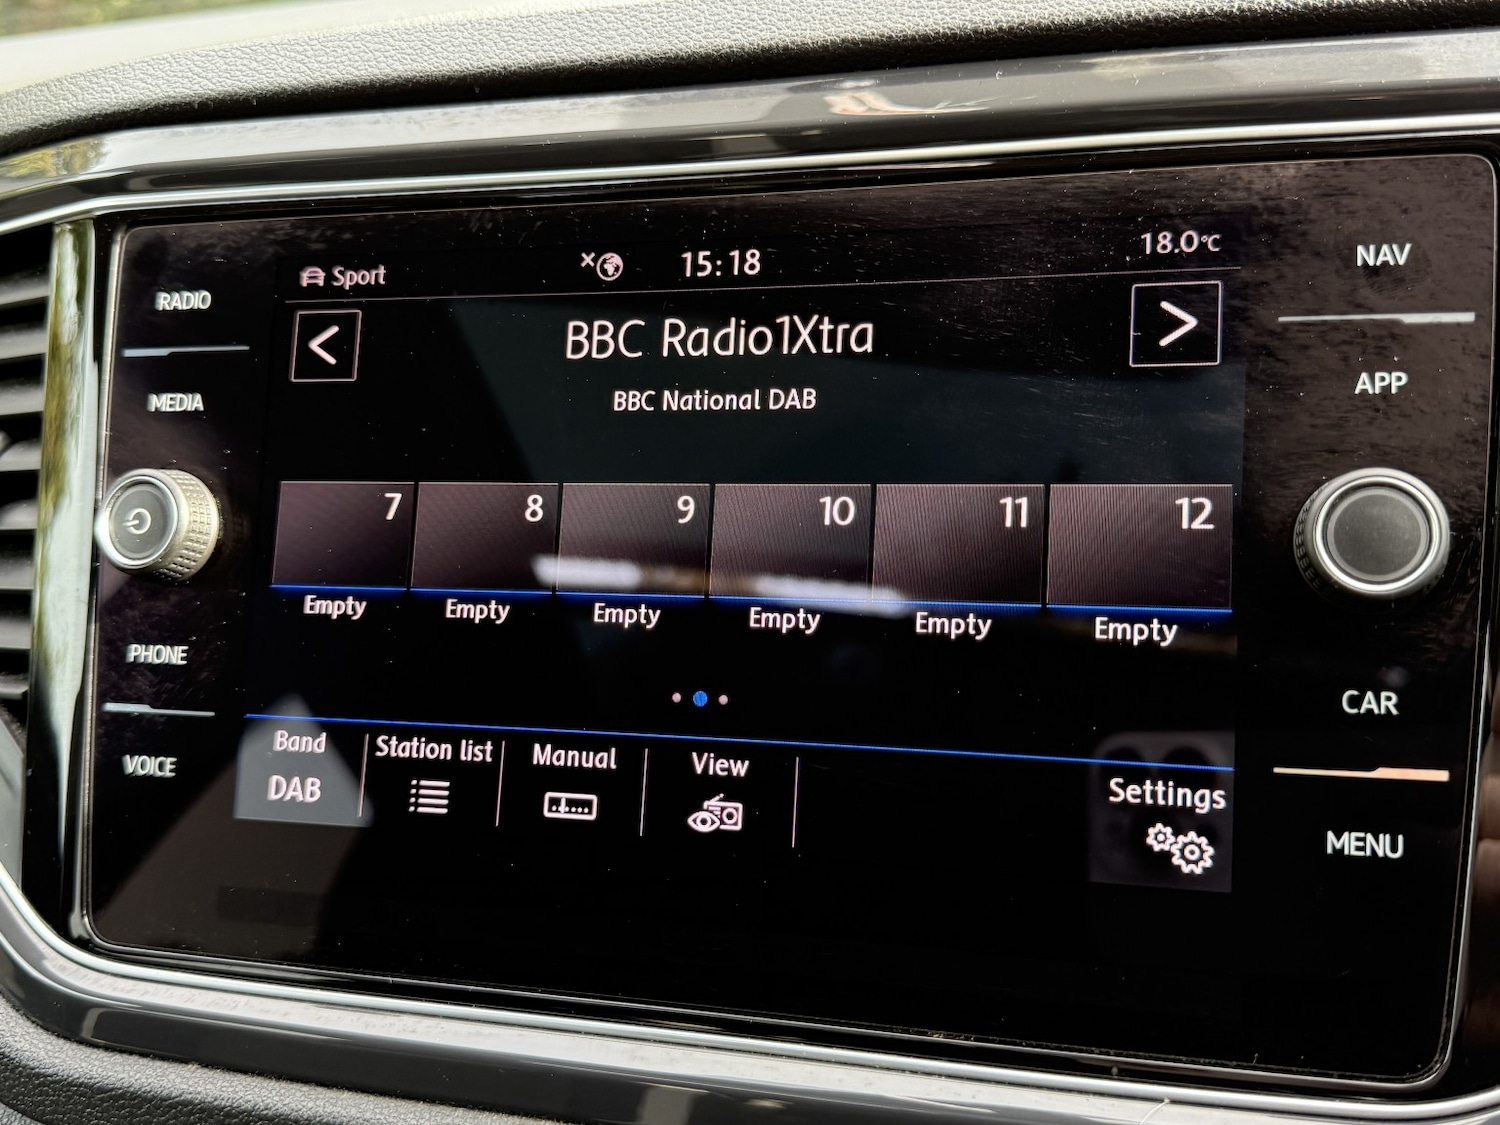 Sport
15:18
18.0°C
RADIO
MEDIA
PHONE
VOICE
<
BBC Radio1Xtra
>
BBC National DAB
7 8 9 10 11 12
Empty Empty Empty Empty Empty Empty
Band
DAB
Station list
Manual
View
Settings
NAV
APP
CAR
MENU